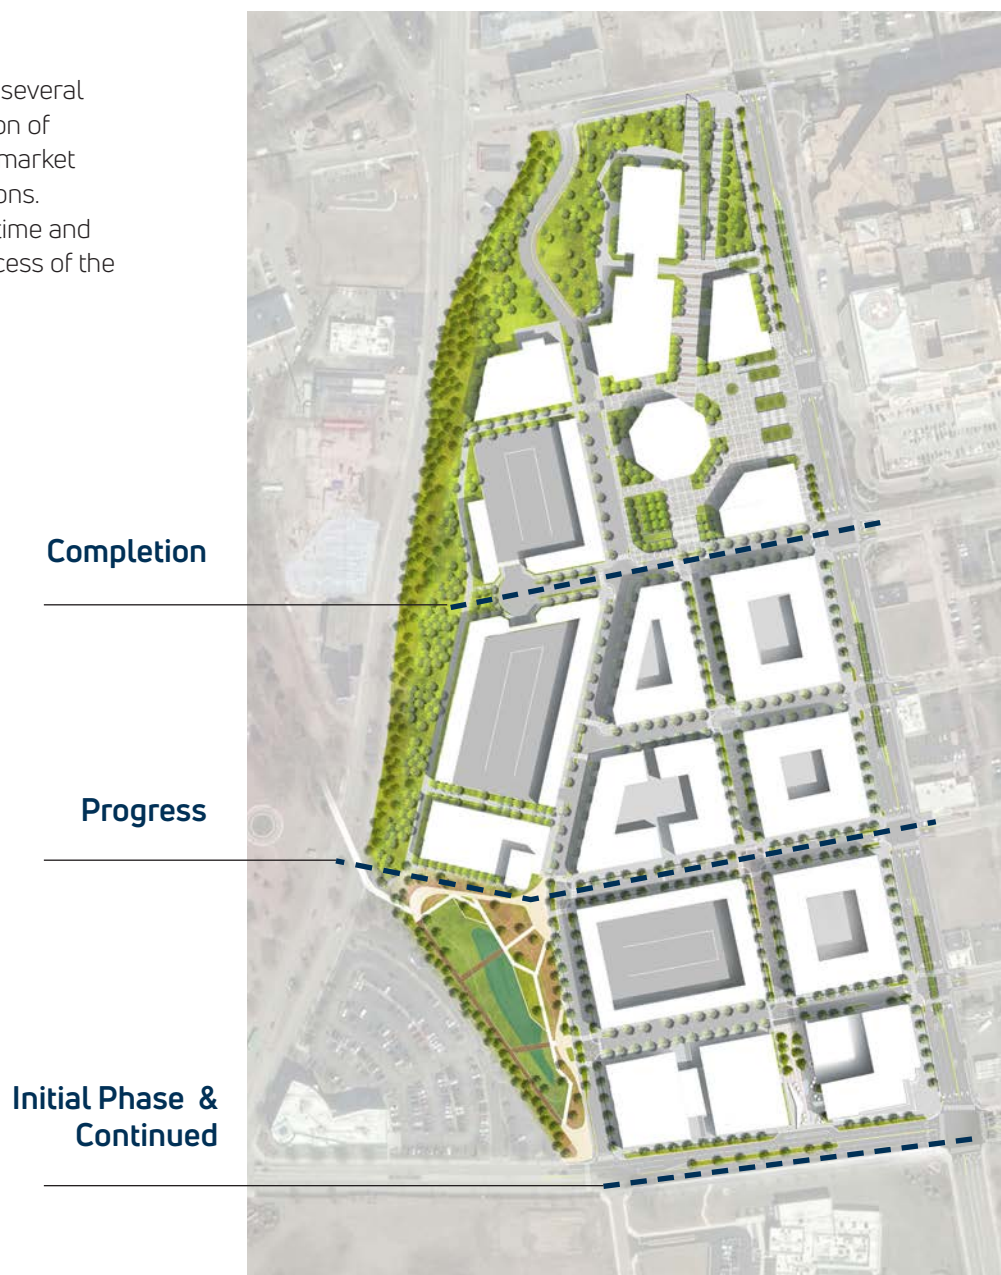 several
on of
market
ons.
time and
cess of the
Completion
Progress
Initial Phase &
Continued